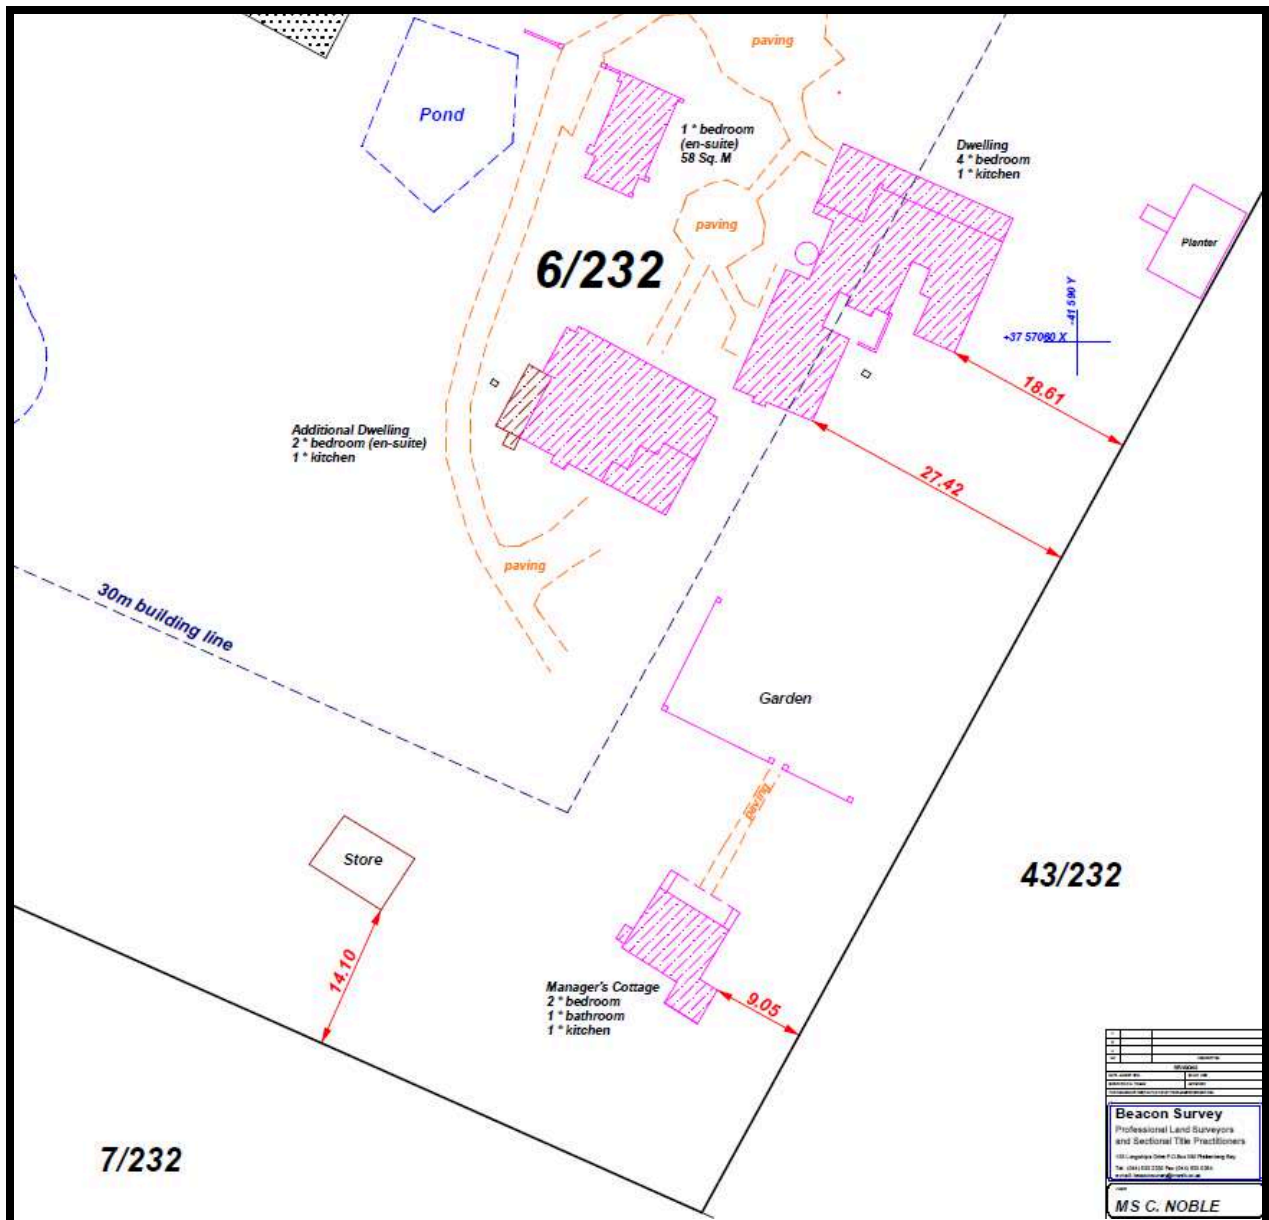 paving
Pond
1 * bedroom
(en-suite)
58 Sq. M
Dwelling
4 * bedroom
1 * kitchen
paving
Planter
6/232
-41 590 Y
+37 57060 X
18.61
Additional Dwelling
2 * bedroom (en-suite)
1 * kitchen
27.42
paving
30m building line
Garden
paving
Store
43/232
14.10
Manager's Cottage
2 * bedroom
1 * bathroom
1 * kitchen
9.05
7/232
Beacon Survey
Professional Land Surveyors
and Sectional Title Practitioners
MS C. NOBLE